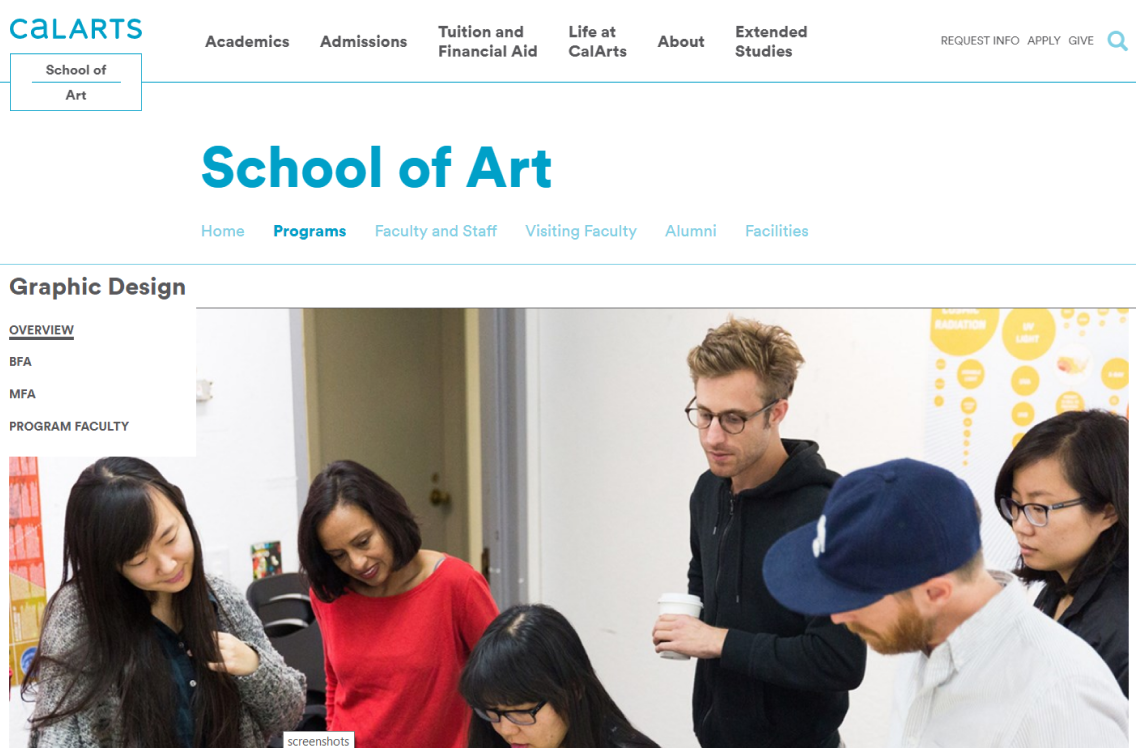 CALARTS
School of
Art
Academics
Admissions
Tuition and
Financial Aid
Life at
CalArts
About
Extended
Studies
REQUEST INFO
APPLY
GIVE
School of Art
Home
Programs
Faculty and Staff
Visiting Faculty
Alumni
Facilities
Graphic Design
OVERVIEW
BFA
MFA
PROGRAM FACULTY
RADIATION
UV
LIGHT
screenshots